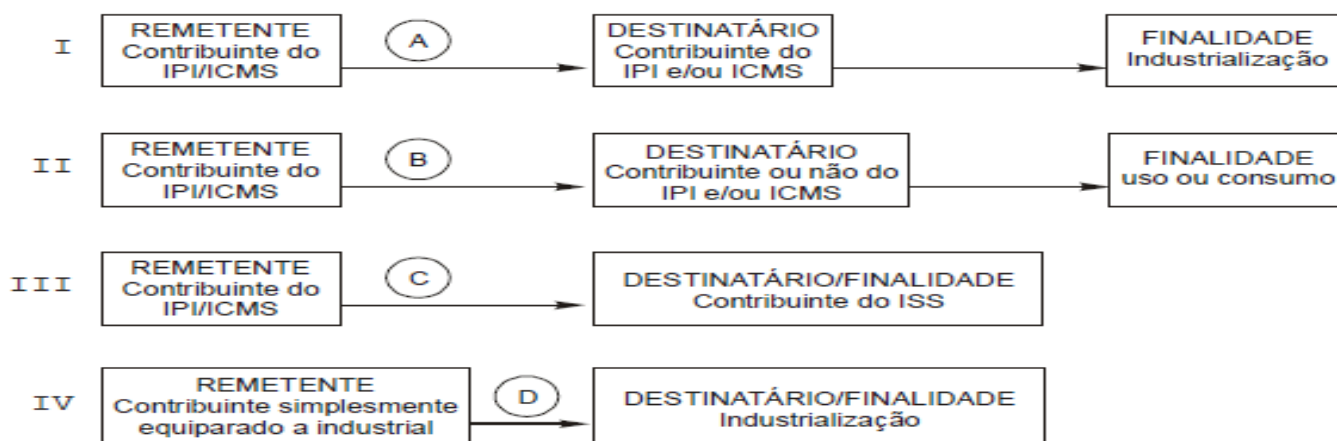 I
REMETENTE
Contribuinte do
IPI/ICMS
A
DESTINATÁRIO
Contribuinte do
IPI e/ou ICMS
FINALIDADE
Industrialização
II
REMETENTE
Contribuinte do
IPI/ICMS
B
DESTINATÁRIO
Contribuinte ou não do
IPI e/ou ICMS
FINALIDADE
uso ou consumo
III
REMETENTE
Contribuinte do
IPI/ICMS
C
DESTINATÁRIO/FINALIDADE
Contribuinte do ISS
IV
REMETENTE
Contribuinte simplesmente
equiparado a industrial
D
DESTINATÁRIO/FINALIDADE
Industrialização